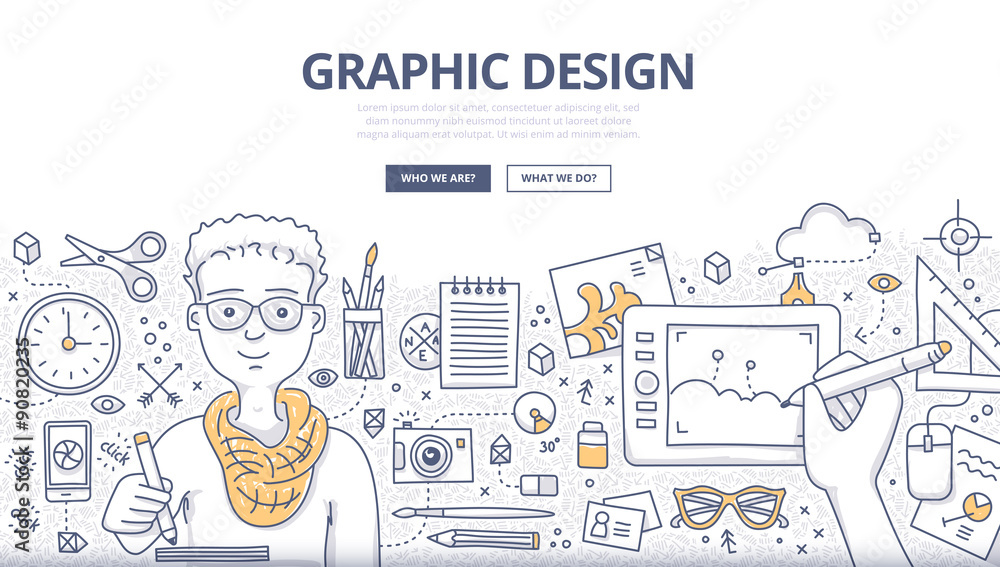 GRAPHIC DESIGN
Lorem ipsum dolor sit amet, consectetuer adipiscing elit, sed
diam nonummy nibh euismod tincidunt ut laoreet dolore
magna aliquam erat volutpat. Ut wisi enim ad minim veniam.
WHO WE ARE? WHAT WE DO?
A
A N
A E
click
30°
Adobe Stock | #90820235